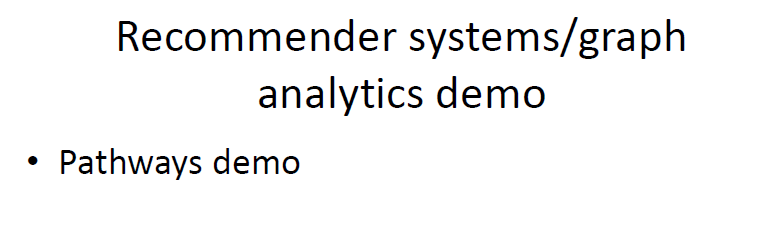 Recommender systems/graph
analytics demo
• Pathways demo